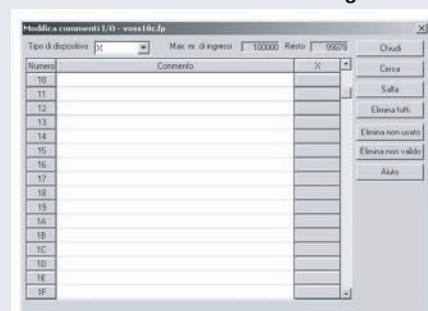 Modifica commenti I/O - voss18c.fp
Tipo di dispositivo X Max. nr. di ingressi 100000 Resto 99878
Chiudi
Numero Commento X
Cerca
Salta
Elimina tutti
Elimina non usato
Elimina non valido
Aiuto
10
11
12
13
14
15
16
17
18
19
1A
1B
1C
1D
1E
1F